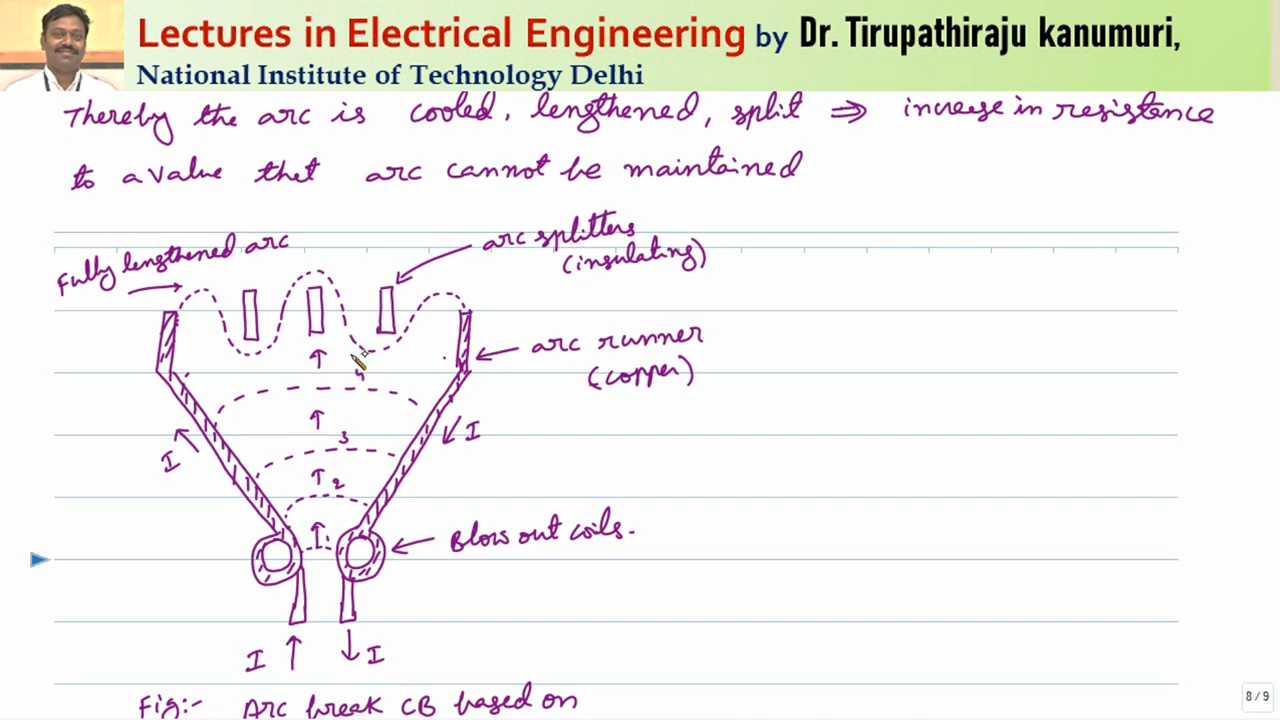 Lectures in Electrical Engineering by Dr. Tirupathiraju kanumuri,
National Institute of Technology Delhi
Thereby the arc is cooled, lengthened, split ⇒ increase in resistance
to a value that arc cannot be maintained
Fully lengthened arc
arc splitters
(insulating)
arc runner
(copper)
4
I
I
3
2
1
Blow out coils.
I
I
Fig:- Arc break CB based on
8/9